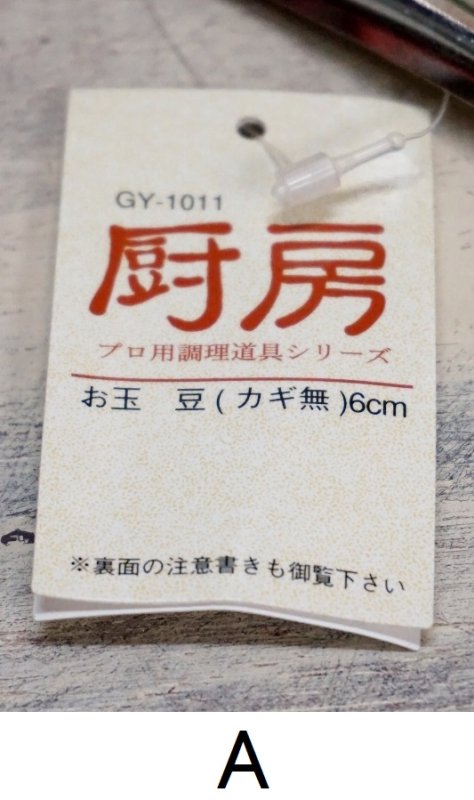 GY-1011
厨房
プロ用調理道具シリーズ
お玉　豆(カギ無)6cm
※裏面の注意書きも御覧下さい
A